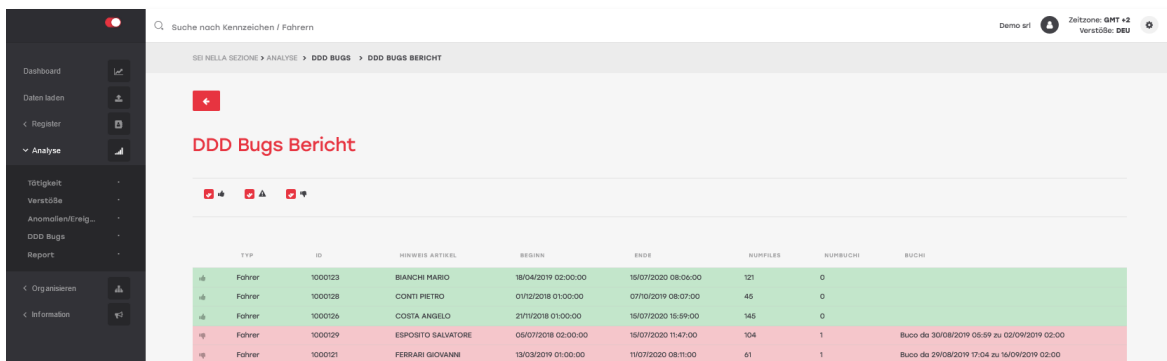 Suche nach Kennzeichen / Fahrern
Demo srl
Zeitzone: GMT +2
Verstöße: DEU
SEI NELLA SEZIONE > ANALYSE > DDD BUGS > DDD BUGS BERICHT
Dashboard
Daten laden
< Register
Analyse
Tätigkeit
Verstöße
Anomalien/Ereig...
DDD Bugs
Report
< Organisieren
< Information
DDD Bugs Bericht
TYP ID HINWEIS ARTIKEL BEGINN ENDE NUMFILES NUMBUCHI BUCHI
Fahrer 1000123 BIANCHI MARIO 18/04/2019 02:00:00 15/07/2020 08:06:00 121 0
Fahrer 1000128 CONTI PIETRO 01/12/2018 01:00:00 07/10/2019 08:07:00 45 0
Fahrer 1000126 COSTA ANGELO 21/11/2018 01:00:00 15/07/2020 15:59:00 145 0
Fahrer 1000129 ESPOSITO SALVATORE 05/07/2018 02:00:00 15/07/2020 11:47:00 104 1 Buco da 30/08/2019 05:59 zu 02/09/2019 02:00
Fahrer 1000121 FERRARI GIOVANNI 13/03/2019 01:00:00 11/07/2020 08:11:00 61 1 Buco da 29/08/2019 17:04 zu 16/09/2019 02:00